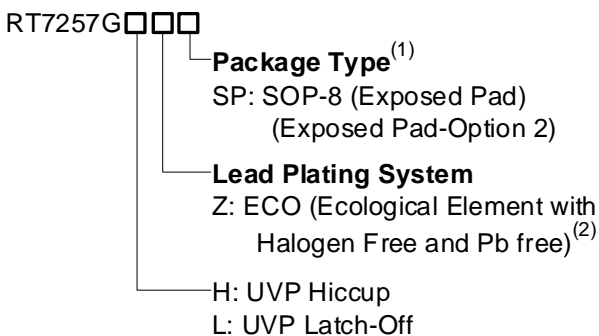 RT7257G□□□
Package Type(1)
SP: SOP-8 (Exposed Pad)
(Exposed Pad-Option 2)
Lead Plating System
Z: ECO (Ecological Element with
Halogen Free and Pb free)(2)
H: UVP Hiccup
L: UVP Latch-Off